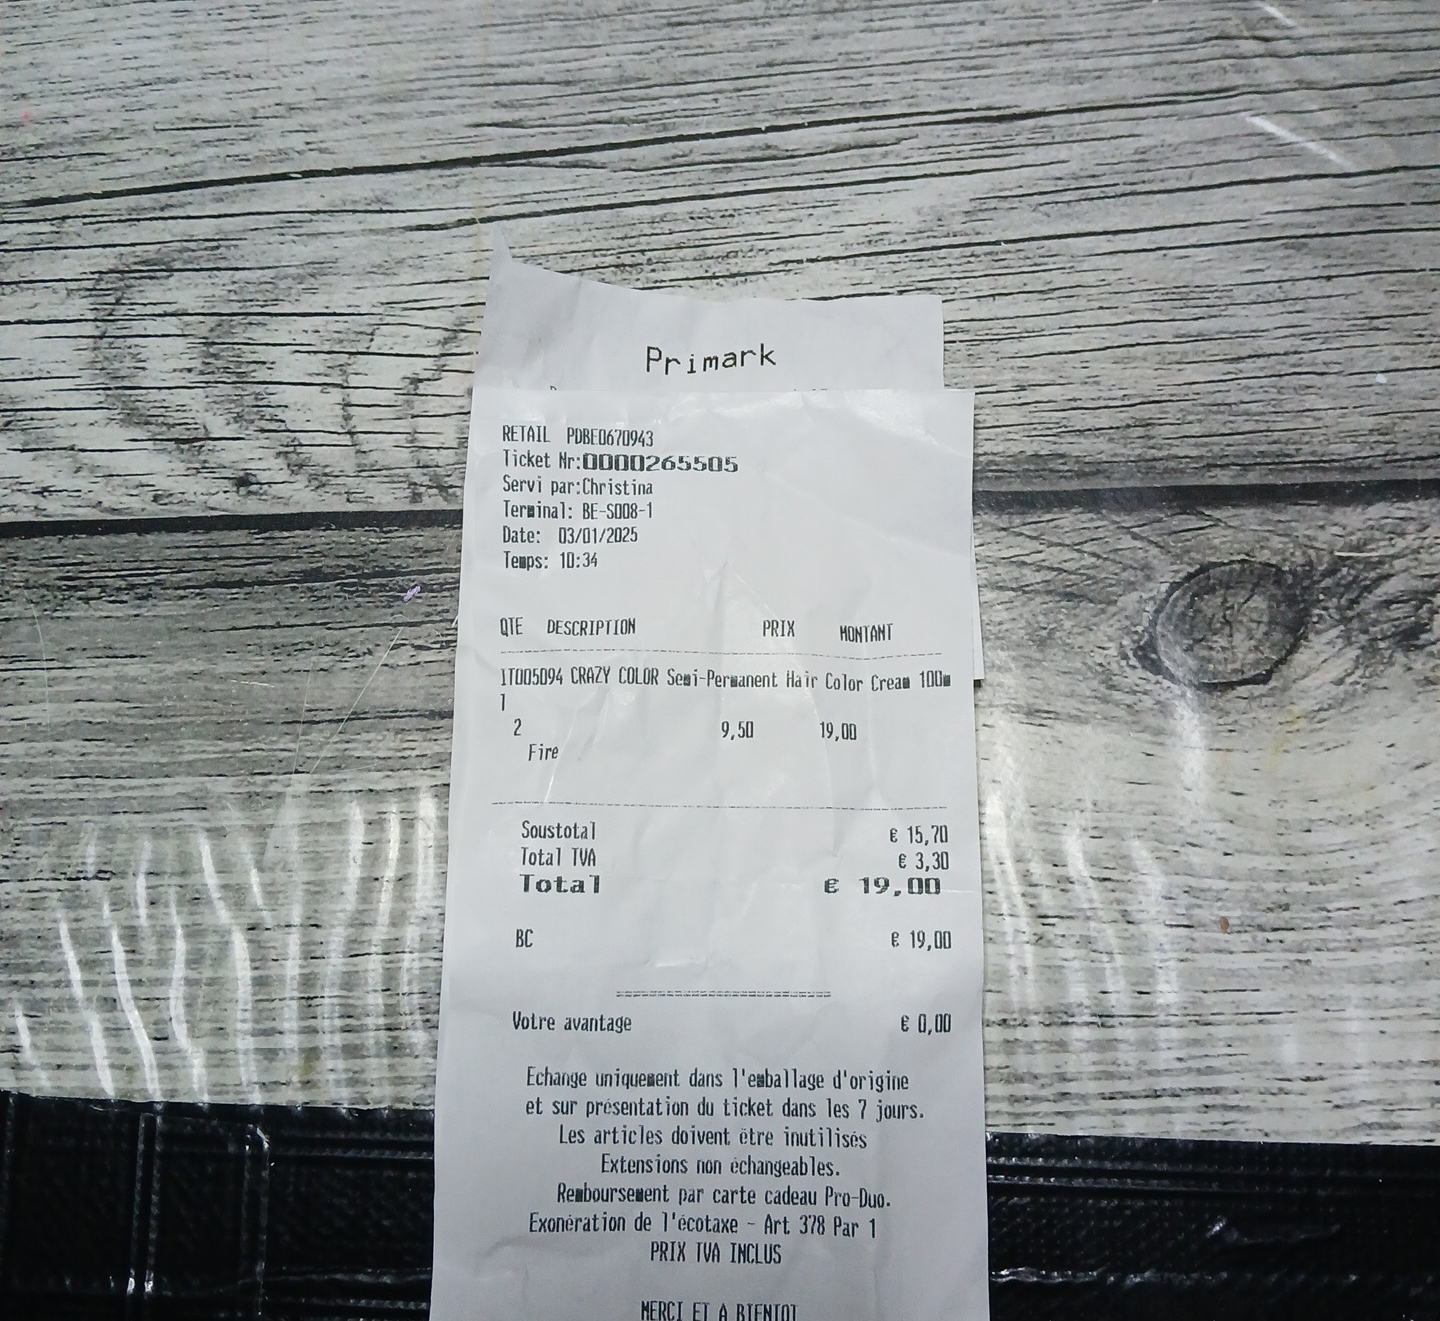 Primark
RETAIL PDBE0670943
Ticket Nr:0000265505
Servi par:Christina
Terminal: BE-S008-1
Date: 03/01/2025
Temps: 10:34
QTE DESCRIPTION PRIX MONTANT
1T005094 CRAZY COLOR Semi-Permanent Hair Color Cream 100m
l
2 9,50 19,00
Fire
Soustotal € 15,70
Total TVA € 3,30
Total € 19,00
BC € 19,00
Votre avantage € 0,00
Echange uniquement dans l'emballage d'origine
et sur présentation du ticket dans les 7 jours.
Les articles doivent être inutilisés
Extensions non échangeables.
Remboursement par carte cadeau Pro-Duo.
Exonération de l'écotaxe - Art 378 Par 1
PRIX TVA INCLUS
MERCI ET A BIENTOT